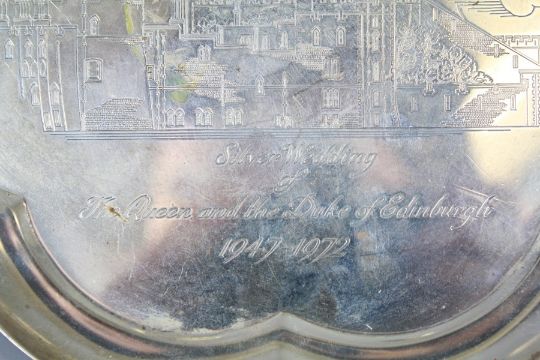 Silver Wedding
of
The Queen and the Duke of Edinburgh
1947-1972